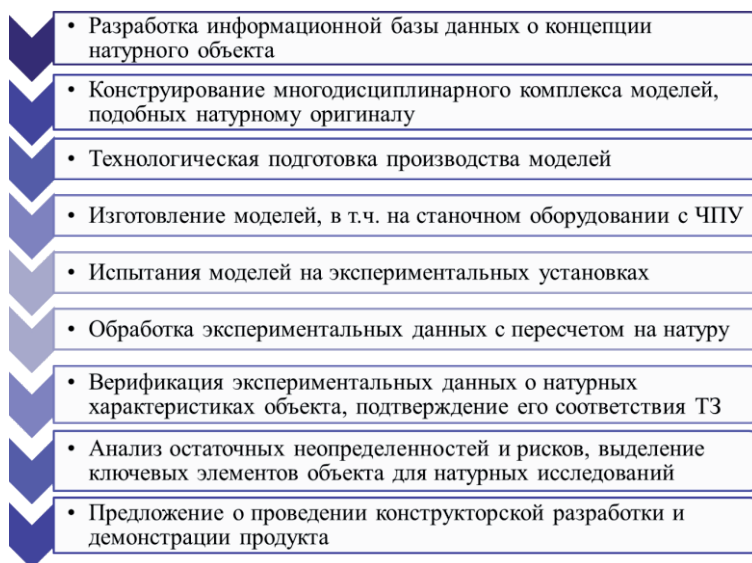 • Разработка информационной базы данных о концепции
натурного объекта
• Конструирование многодисциплинарного комплекса моделей,
подобных натурному оригиналу
• Технологическая подготовка производства моделей
• Изготовление моделей, в т.ч. на станочном оборудовании с ЧПУ
• Испытания моделей на экспериментальных установках
• Обработка экспериментальных данных с пересчетом на натуру
• Верификация экспериментальных данных о натурных
характеристиках объекта, подтверждение его соответствия ТЗ
• Анализ остаточных неопределенностей и рисков, выделение
ключевых элементов объекта для натурных исследований
• Предложение о проведении конструкторской разработки и
демонстрации продукта